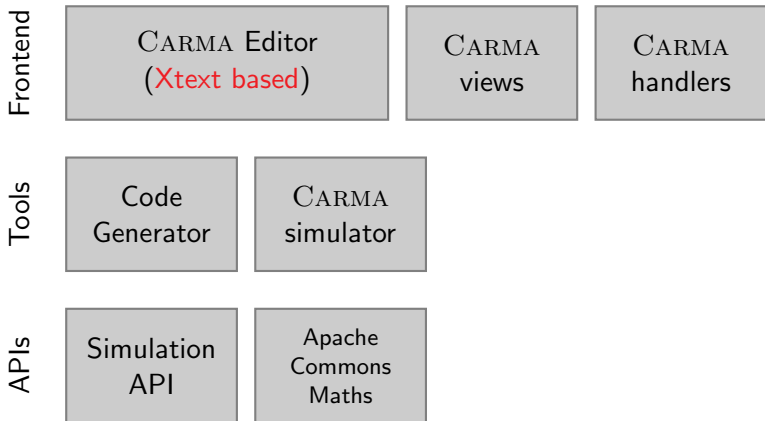 Frontend
CARMA Editor
(Xtext based)
CARMA
views
CARMA
handlers
Tools
Code
Generator
CARMA
simulator
APIs
Simulation
API
Apache
Commons
Maths